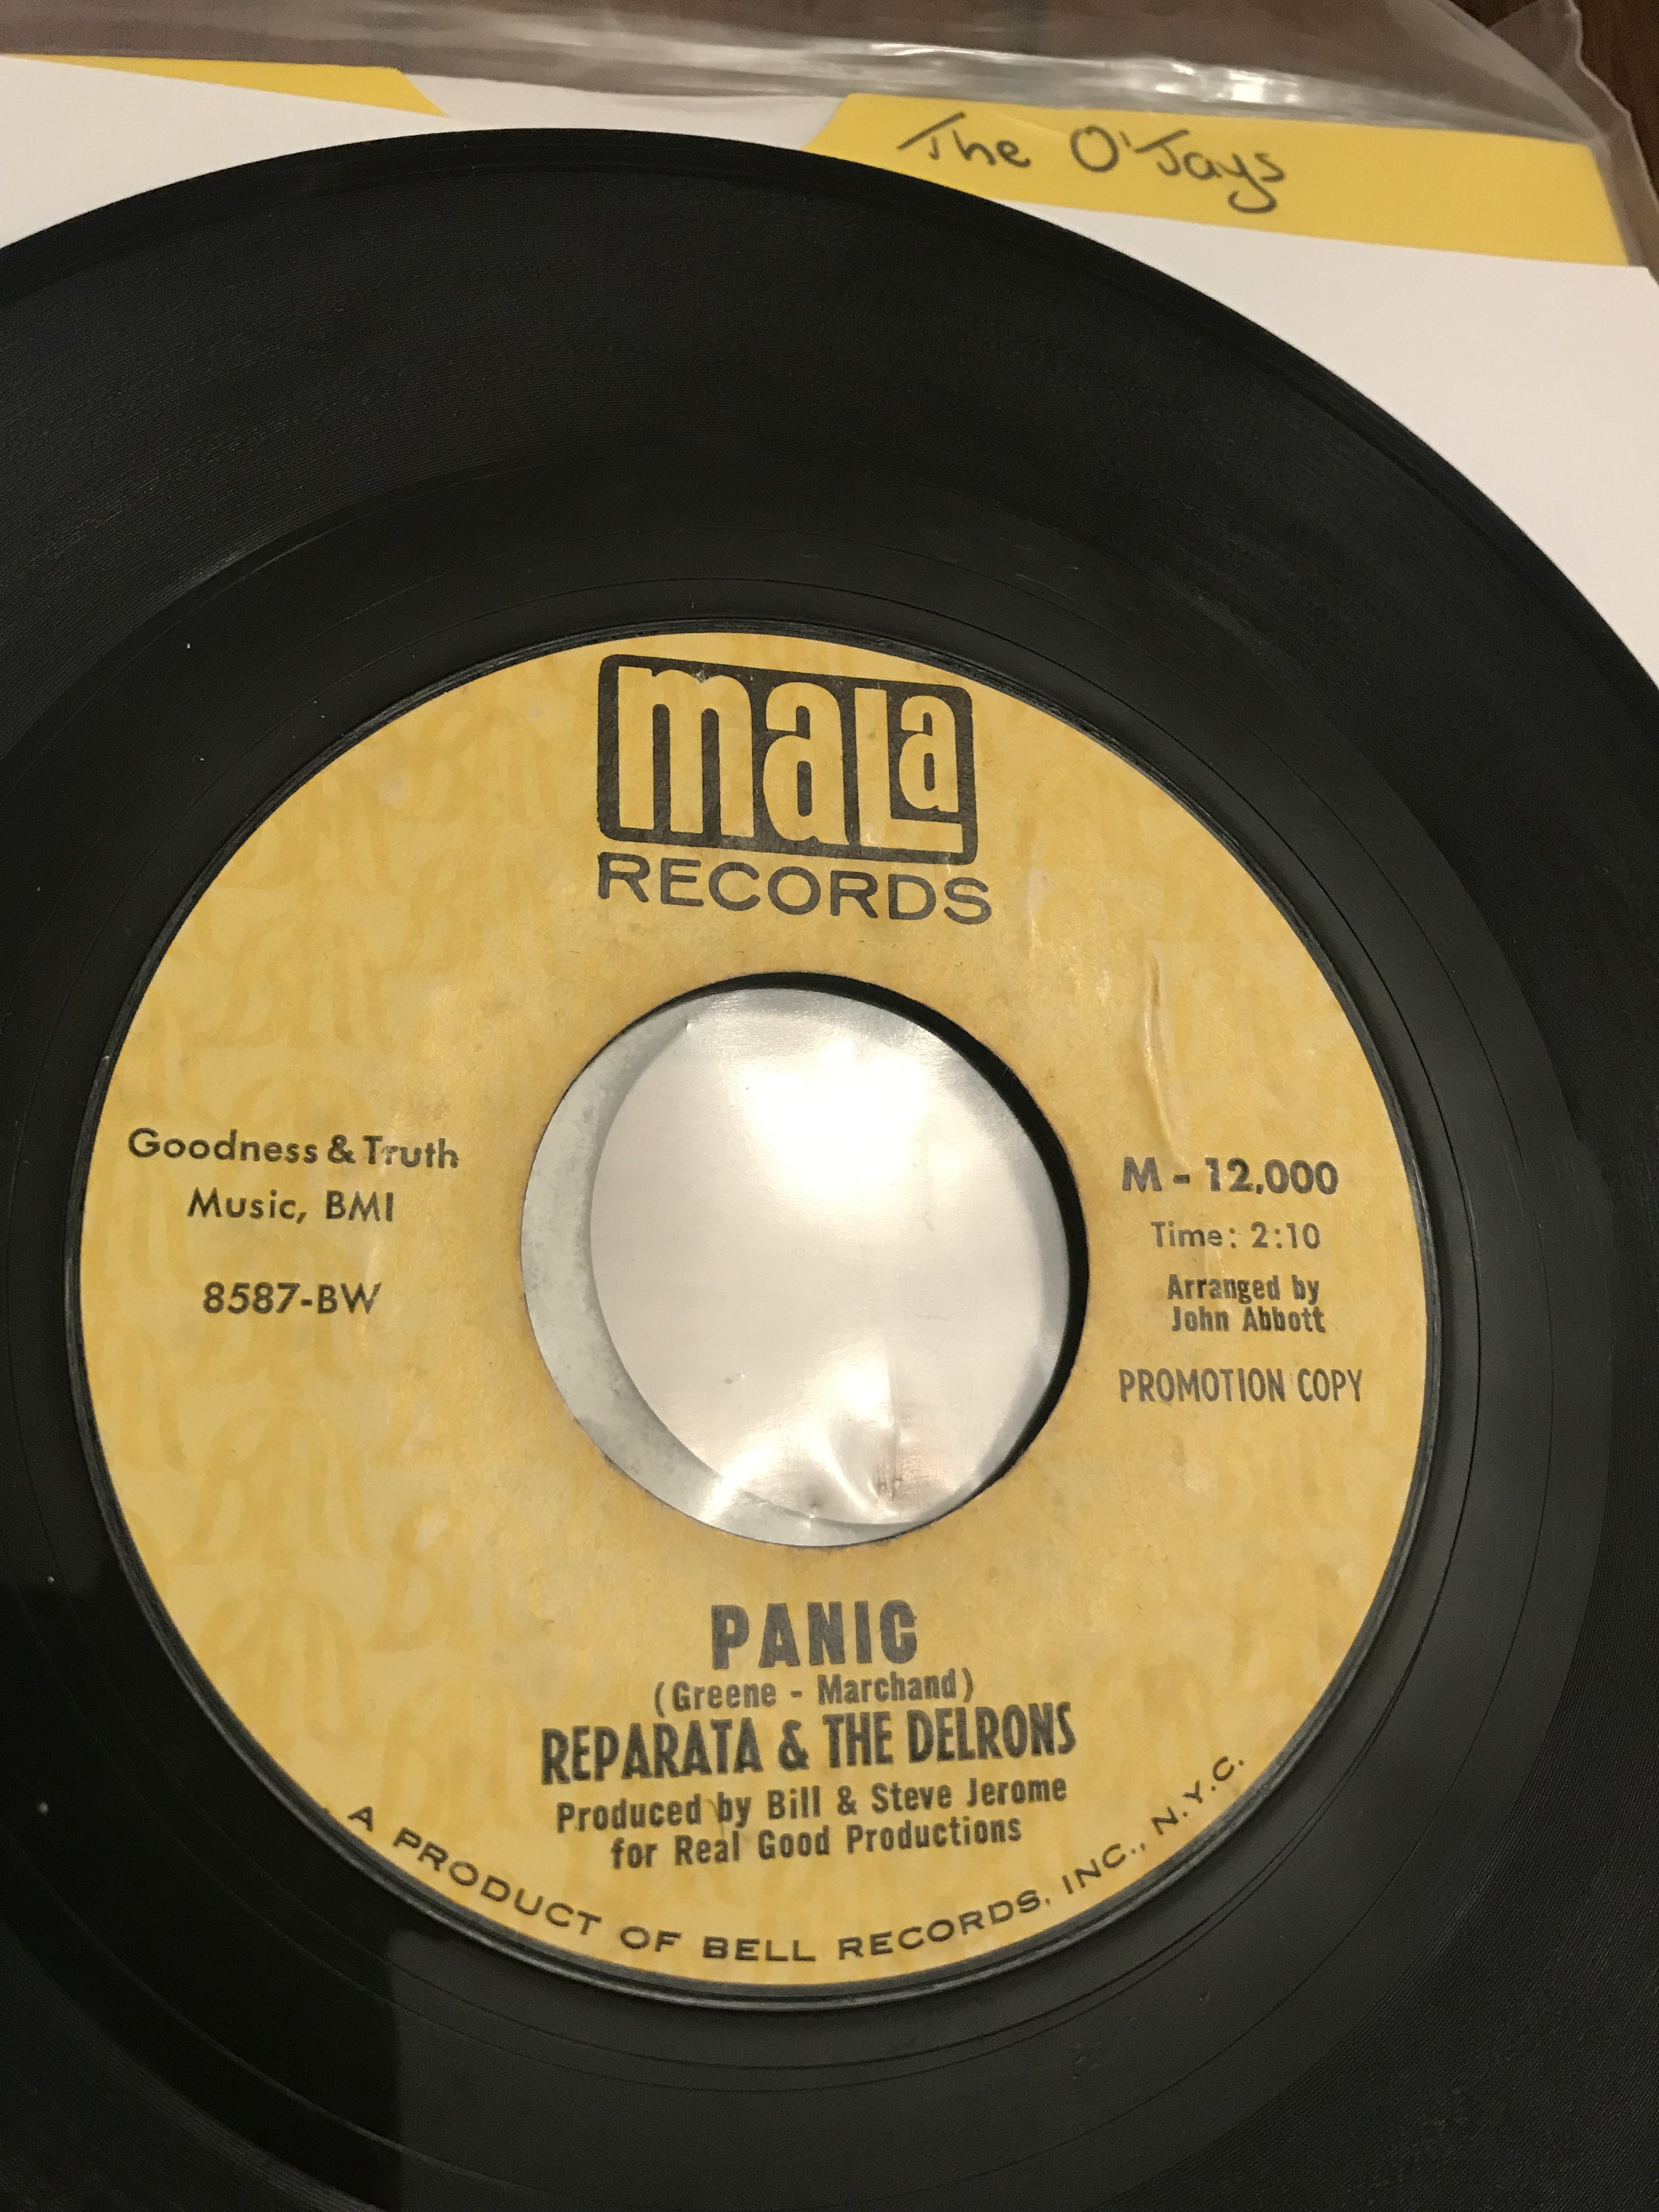 The O'Jays
mala
RECORDS
Goodness & Truth
Music, BMI
8587-BW
M - 12,000
Time: 2:10
Arranged by
John Abbott
PROMOTION COPY
PANIC
(Greene - Marchand)
REPARATA & THE DELRONS
Produced by Bill & Steve Jerome
for Real Good Productions
A PRODUCT OF BELL RECORDS, INC., N.Y.C.